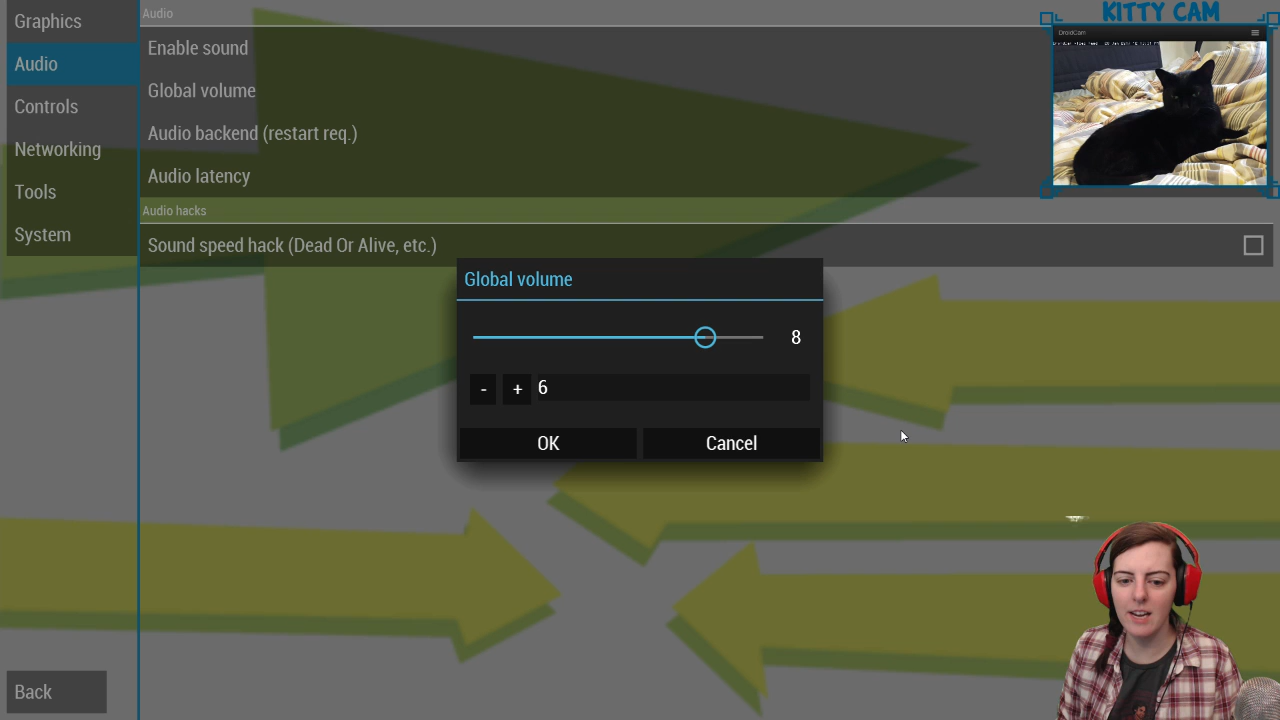 Graphics
Audio
Controls
Networking
Tools
System
Back
Audio
Enable sound
Global volume
Audio backend (restart req.)
Audio latency
Audio hacks
Sound speed hack (Dead Or Alive, etc.)
Global volume
8
- + 6
OK Cancel
KITTY CAM
DroidCam